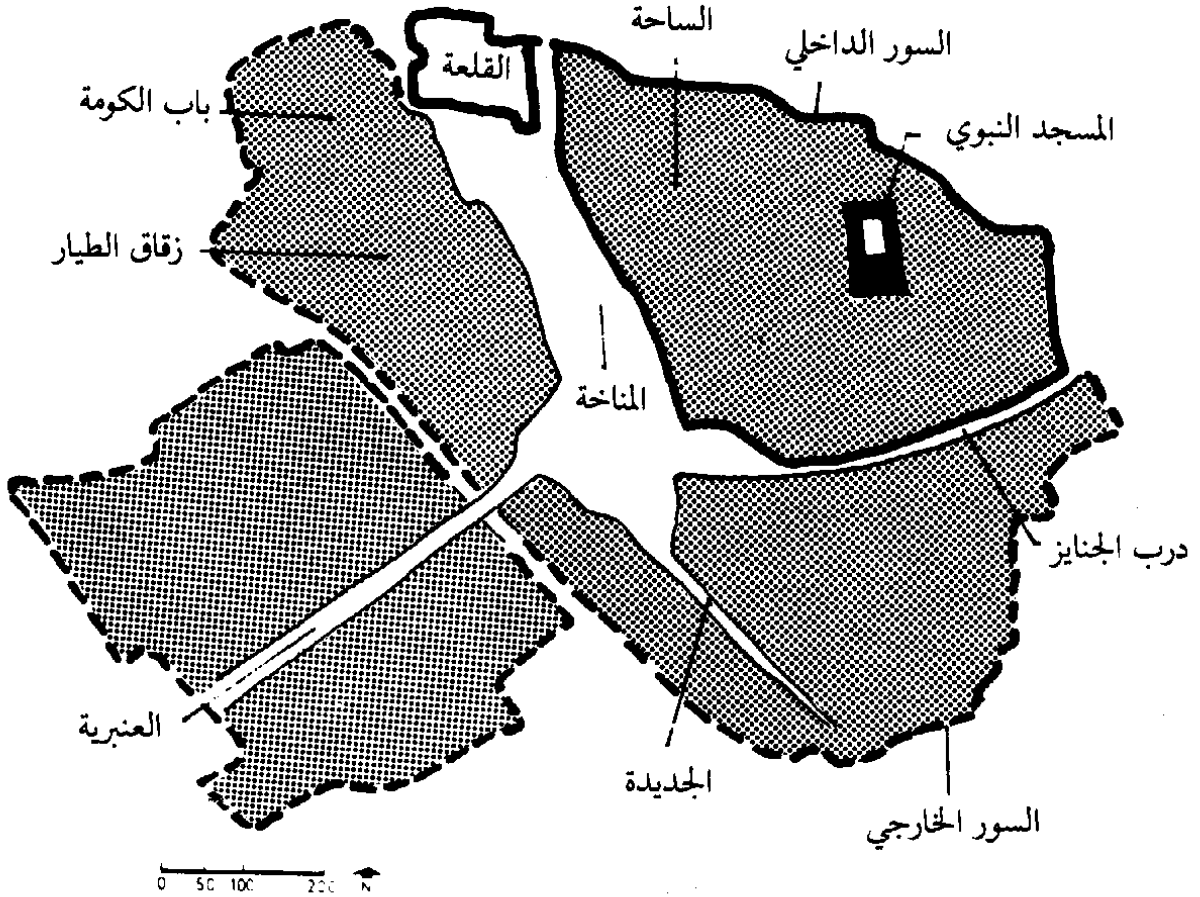 الساحة
السور الداخلي
القلعة
باب الكومة
المسجد النبوي
زقاق الطيار
المناخة
درب الجنايز
العنبرية
الجديدة
السور الخارجي
0 50 100 200 N